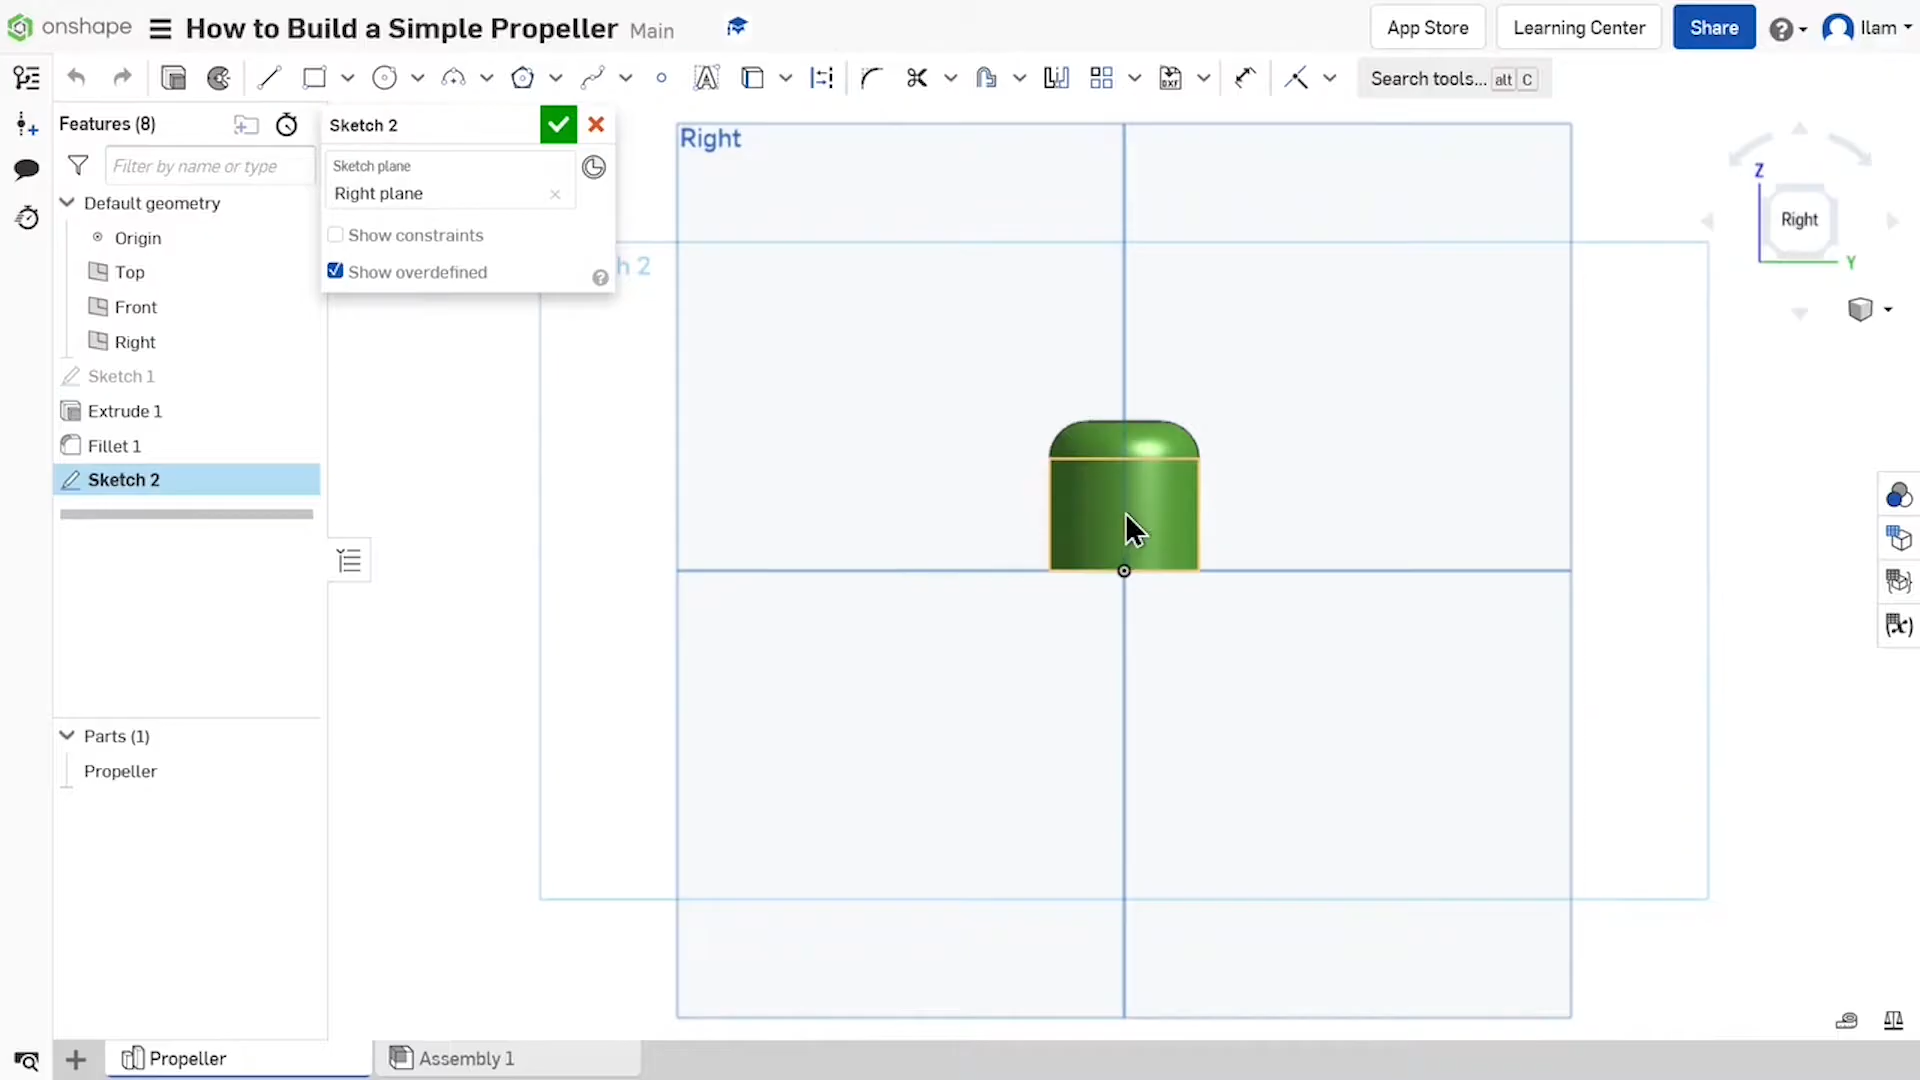 onshape How to Build a Simple Propeller Main App Store Learning Center Share Ilam
Search tools... alt C
Features (8)
Filter by name or type
Default geometry
Origin
Top
Front
Right
Sketch 1
Extrude 1
Fillet 1
Sketch 2
Sketch 2
Sketch plane
Right plane
Show constraints
Show overdefined
h 2
Right
Z
Right
Y
Parts (1)
Propeller
Propeller Assembly 1